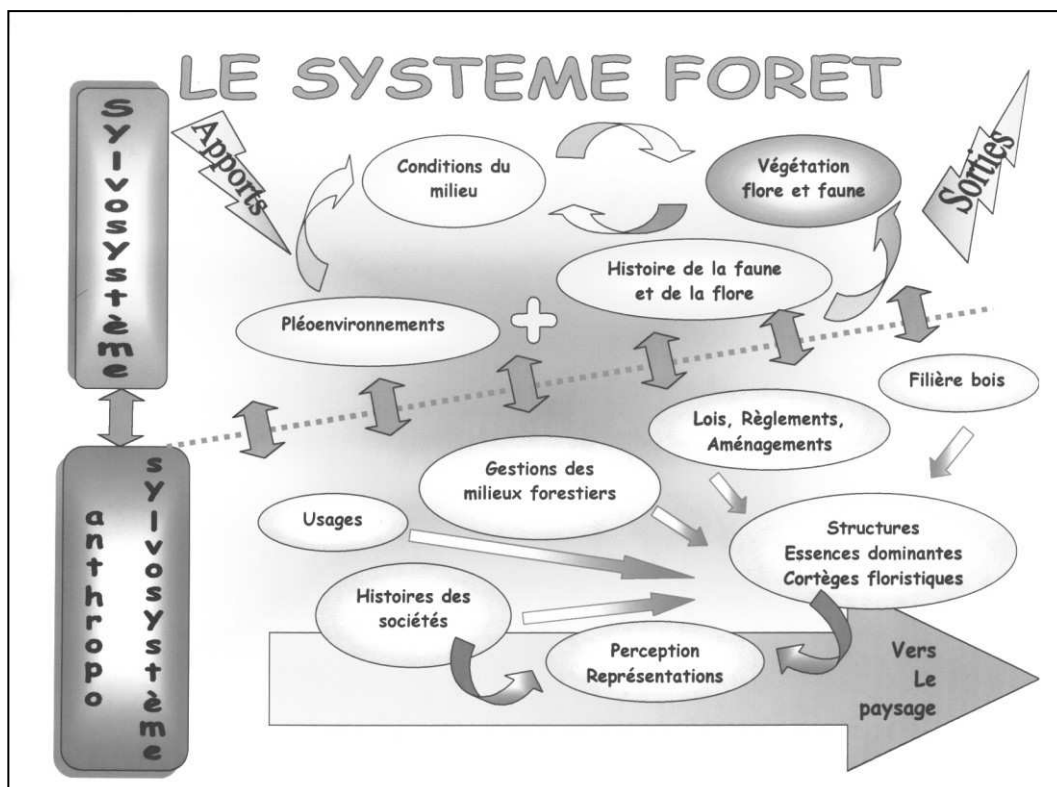 LE SYSTEME FORET
Sylvosystème
Apports
Conditions du
milieu
Végétation
flore et faune
Sorties
Histoire de la faune
et de la flore
Pléoenvironnements
Filière bois
Lois, Règlements,
Aménagements
Gestions des
milieux forestiers
Usages
Structures
Essences dominantes
Cortèges floristiques
anthropo
sylvosystème
Histoires des
sociétés
Perception
Représentations
Vers
Le
paysage